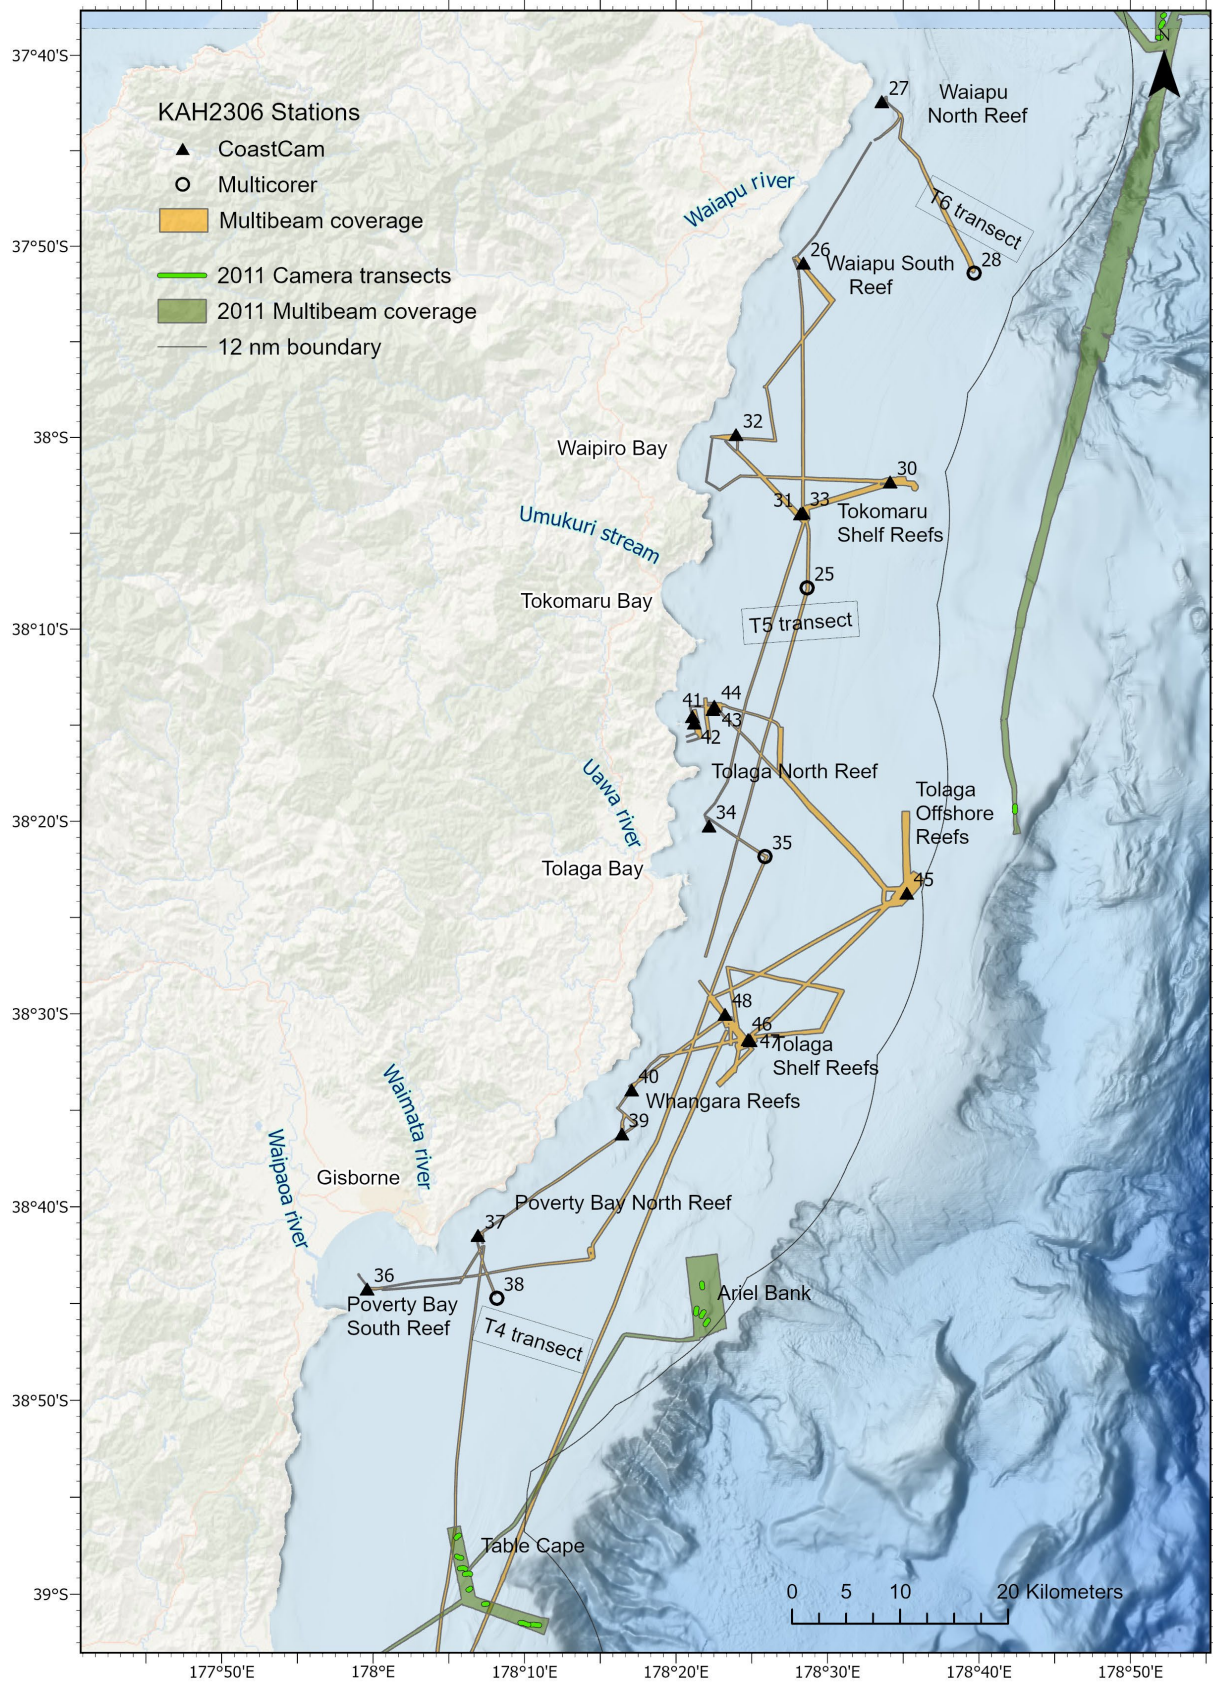 37°40'S
37°50'S
38°S
38°10'S
38°20'S
38°30'S
38°40'S
38°50'S
39°S
KAH2306 Stations
CoastCam
Multicorer
Multibeam coverage
2011 Camera transects
2011 Multibeam coverage
12 nm boundary
N
27
Waiapu
North Reef
Waiapu river
T6 transect
28
26
Waiapu South
Reef
32
Waipiro Bay
30
31
33
Tokomaru
Shelf Reefs
Umukuri stream
25
Tokomaru Bay
T5 transect
41
44
43
42
Tolaga North Reef
Uawa river
Tolaga
Offshore
Reefs
34
35
Tolaga Bay
45
48
46
47
Tolaga
Shelf Reefs
40
Whangara Reefs
39
Waimata river
Waipaoa river
Gisborne
Poverty Bay North Reef
37
36
38
Poverty Bay
South Reef
T4 transect
Ariel Bank
Table Cape
0 5 10 20 Kilometers
177°50'E
178°E
178°10'E
178°20'E
178°30'E
178°40'E
178°50'E